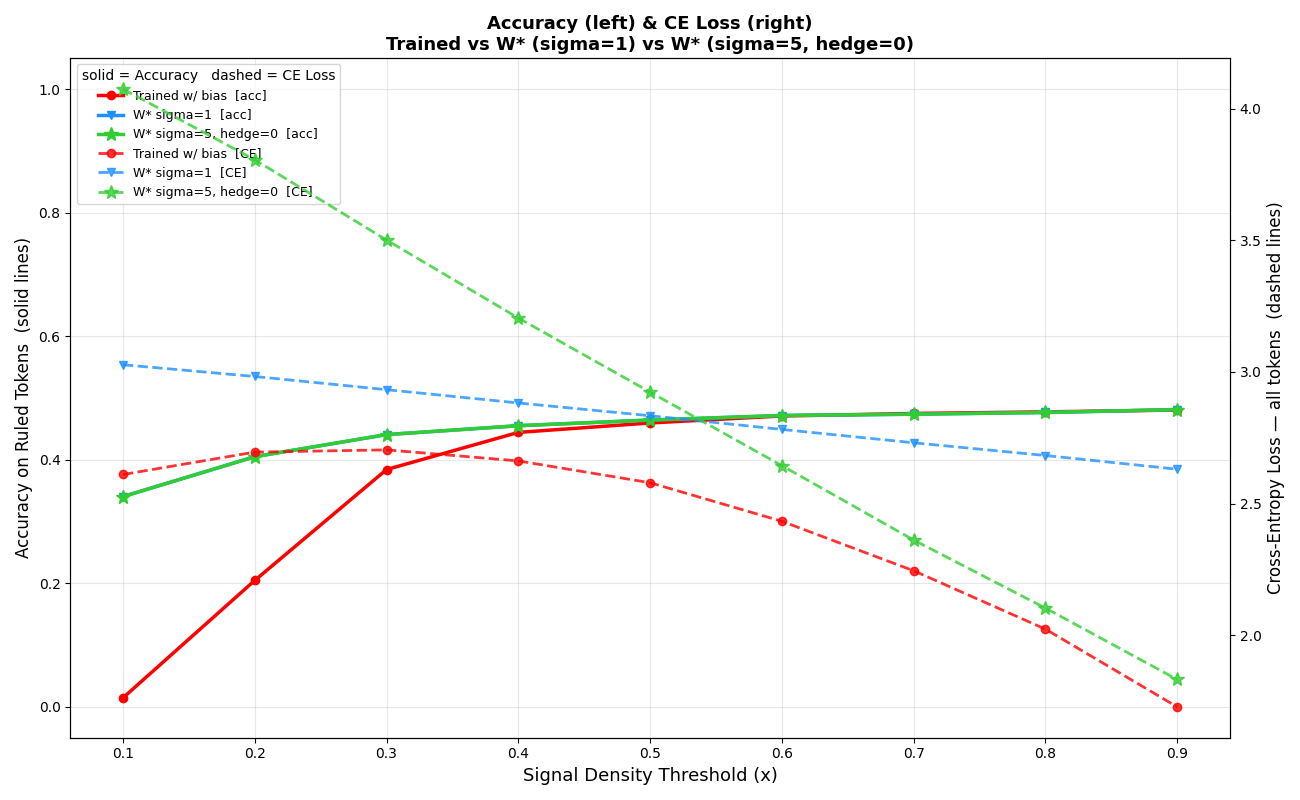 Accuracy (left) & CE Loss (right)
Trained vs W* (sigma=1) vs W* (sigma=5, hedge=0)
solid = Accuracy   dashed = CE Loss
Trained w/ bias  [acc]
W* sigma=1  [acc]
W* sigma=5, hedge=0  [acc]
Trained w/ bias  [CE]
W* sigma=1  [CE]
W* sigma=5, hedge=0  [CE]
Accuracy on Ruled Tokens  (solid lines)
1.0
0.8
0.6
0.4
0.2
0.0
4.0
3.5
3.0
2.5
2.0
Cross-Entropy Loss — all tokens  (dashed lines)
0.1 0.2 0.3 0.4 0.5 0.6 0.7 0.8 0.9
Signal Density Threshold (x)